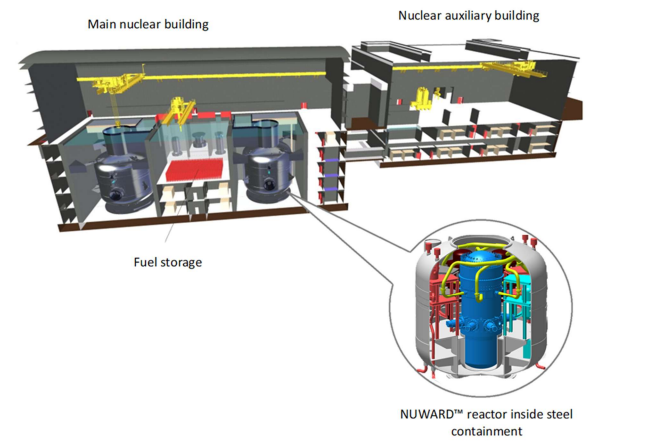 Main nuclear building
Nuclear auxiliary building
Fuel storage
NUWARD™ reactor inside steel
containment